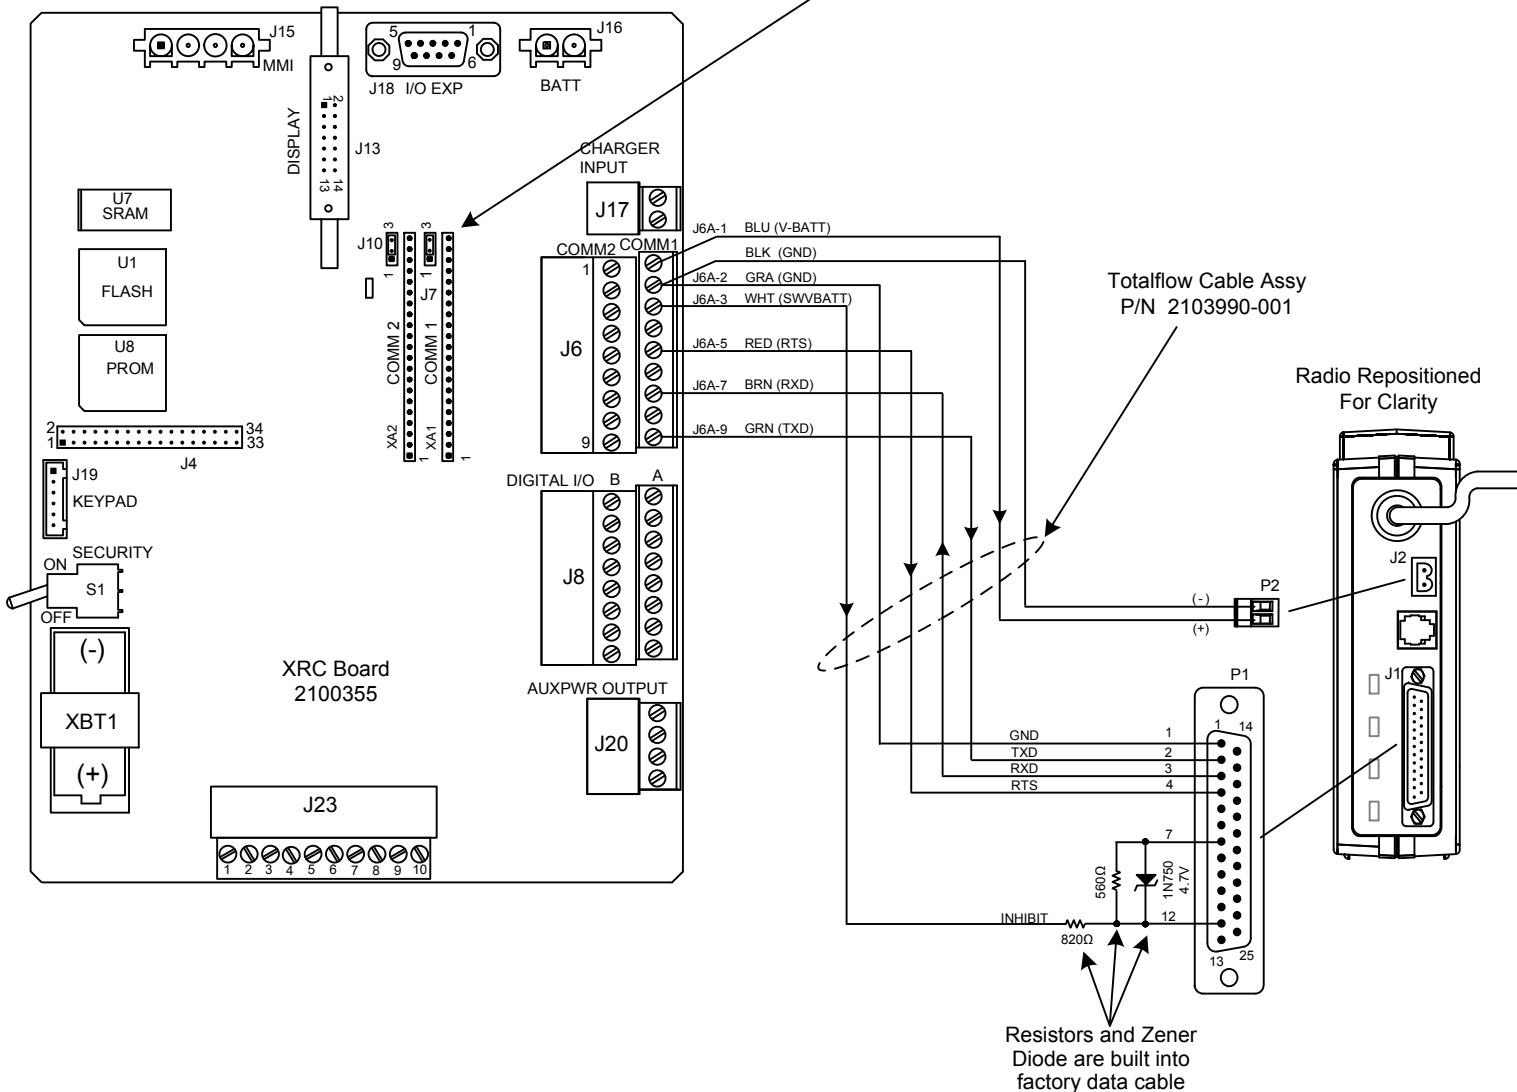 J15
MMI
5
1
9
6
J18 I/O EXP
J16
BATT
1
2
DISPLAY
J13
13
14
CHARGER
INPUT
J17
U7
SRAM
U1
FLASH
U8
PROM
3
3
J10
1
1
J7
COMM 2
COMM 1
XA2
XA1
1
1
COMM2
COMM1
1
J6
9
J6A-1 BLU (V-BATT)
BLK (GND)
J6A-2 GRA (GND)
J6A-3 WHT (SWVBATT)
J6A-5 RED (RTS)
J6A-7 BRN (RXD)
J6A-9 GRN (TXD)
Totalflow Cable Assy
P/N 2103990-001
Radio Repositioned
For Clarity
2
34
1
33
J4
J19
KEYPAD
DIGITAL I/O B A
J8
SECURITY
ON
S1
OFF
(-)
XBT1
(+)
XRC Board
2100355
AUXPWR OUTPUT
J20
J23
1 2 3 4 5 6 7 8 9 10
J2
P2
(-)
(+)
J1
P1
1
14
GND 1
TXD 2
RXD 3
RTS 4
7
560Ω
1N750
4.7V
INHIBIT
12
820Ω
13
25
Resistors and Zener
Diode are built into
factory data cable